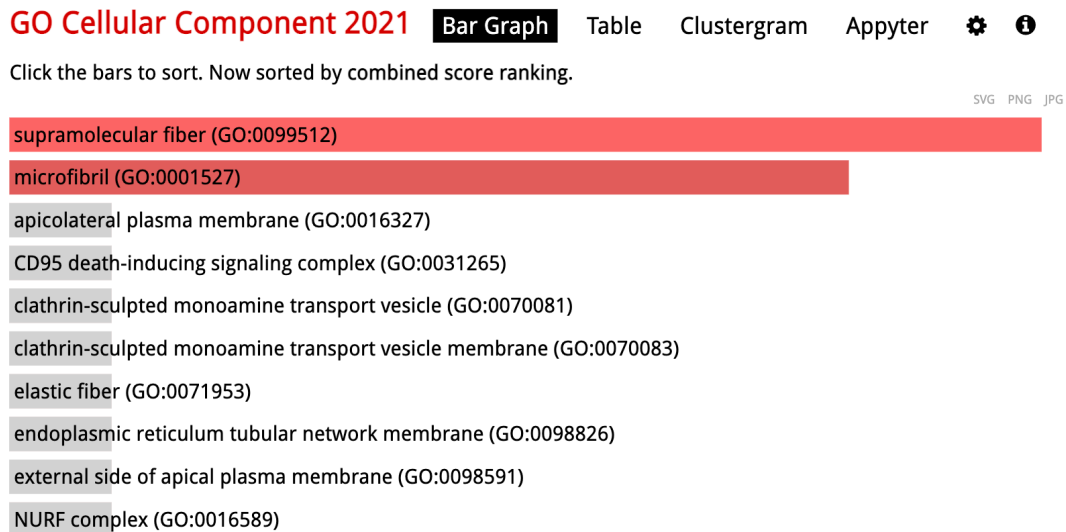 GO Cellular Component 2021 Bar Graph Table Clustergram Appyter
Click the bars to sort. Now sorted by combined score ranking.
SVG PNG JPG
supramolecular fiber (GO:0099512)
microfibril (GO:0001527)
apicolateral plasma membrane (GO:0016327)
CD95 death-inducing signaling complex (GO:0031265)
clathrin-sculpted monoamine transport vesicle (GO:0070081)
clathrin-sculpted monoamine transport vesicle membrane (GO:0070083)
elastic fiber (GO:0071953)
endoplasmic reticulum tubular network membrane (GO:0098826)
external side of apical plasma membrane (GO:0098591)
NURF complex (GO:0016589)